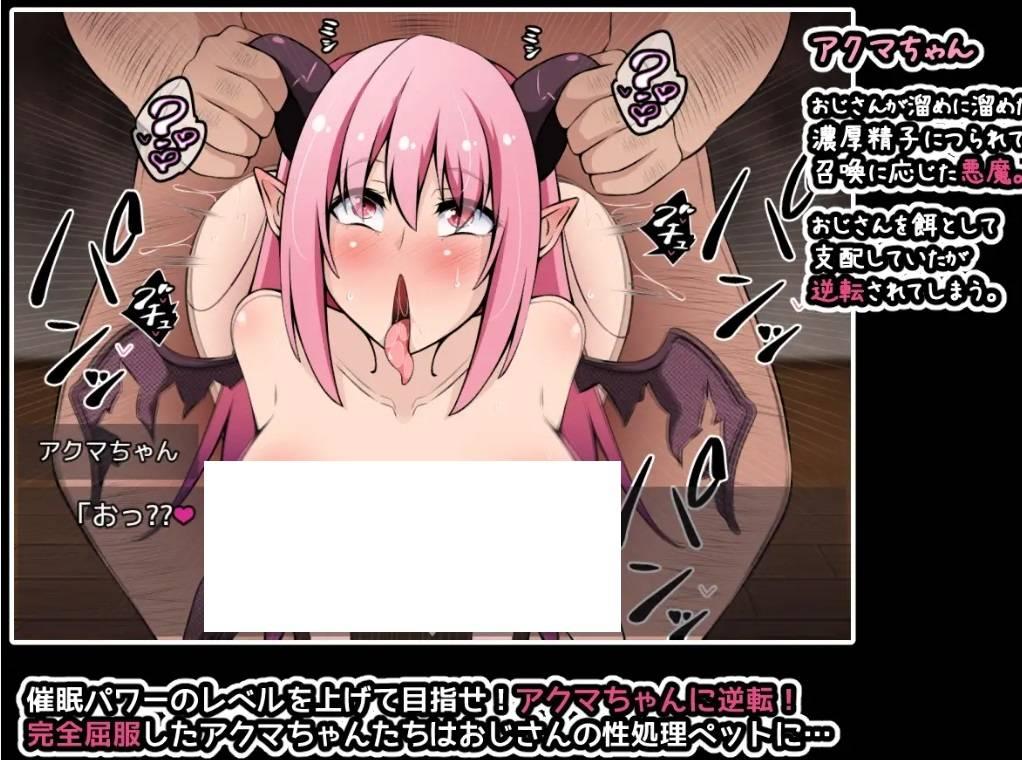 アクマちゃん
おじさんが溜めに溜めた
濃厚精子につられて
召喚に応じた悪魔。
おじさんを餌として
支配していたが
逆転されてしまう。
ミシ
ミシ
パンッ
パンッ
パンッ
アクマちゃん
「おっ??♥
催眠パワーのレベルを上げて目指せ!アクマちゃんに逆転!
完全屈服したアクマちゃんたちはおじさんの性処理ペットに…